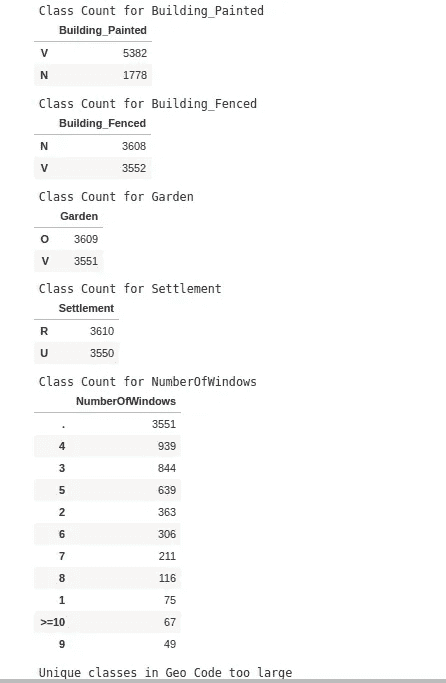 Class Count for Building_Painted
Building_Painted
V 5382
N 1778
Class Count for Building_Fenced
Building_Fenced
N 3608
V 3552
Class Count for Garden
Garden
O 3609
V 3551
Class Count for Settlement
Settlement
R 3610
U 3550
Class Count for NumberOfWindows
NumberOfWindows
. 3551
4 939
3 844
5 639
2 363
6 306
7 211
8 116
1 75
>=10 67
9 49
Unique classes in Geo Code too large